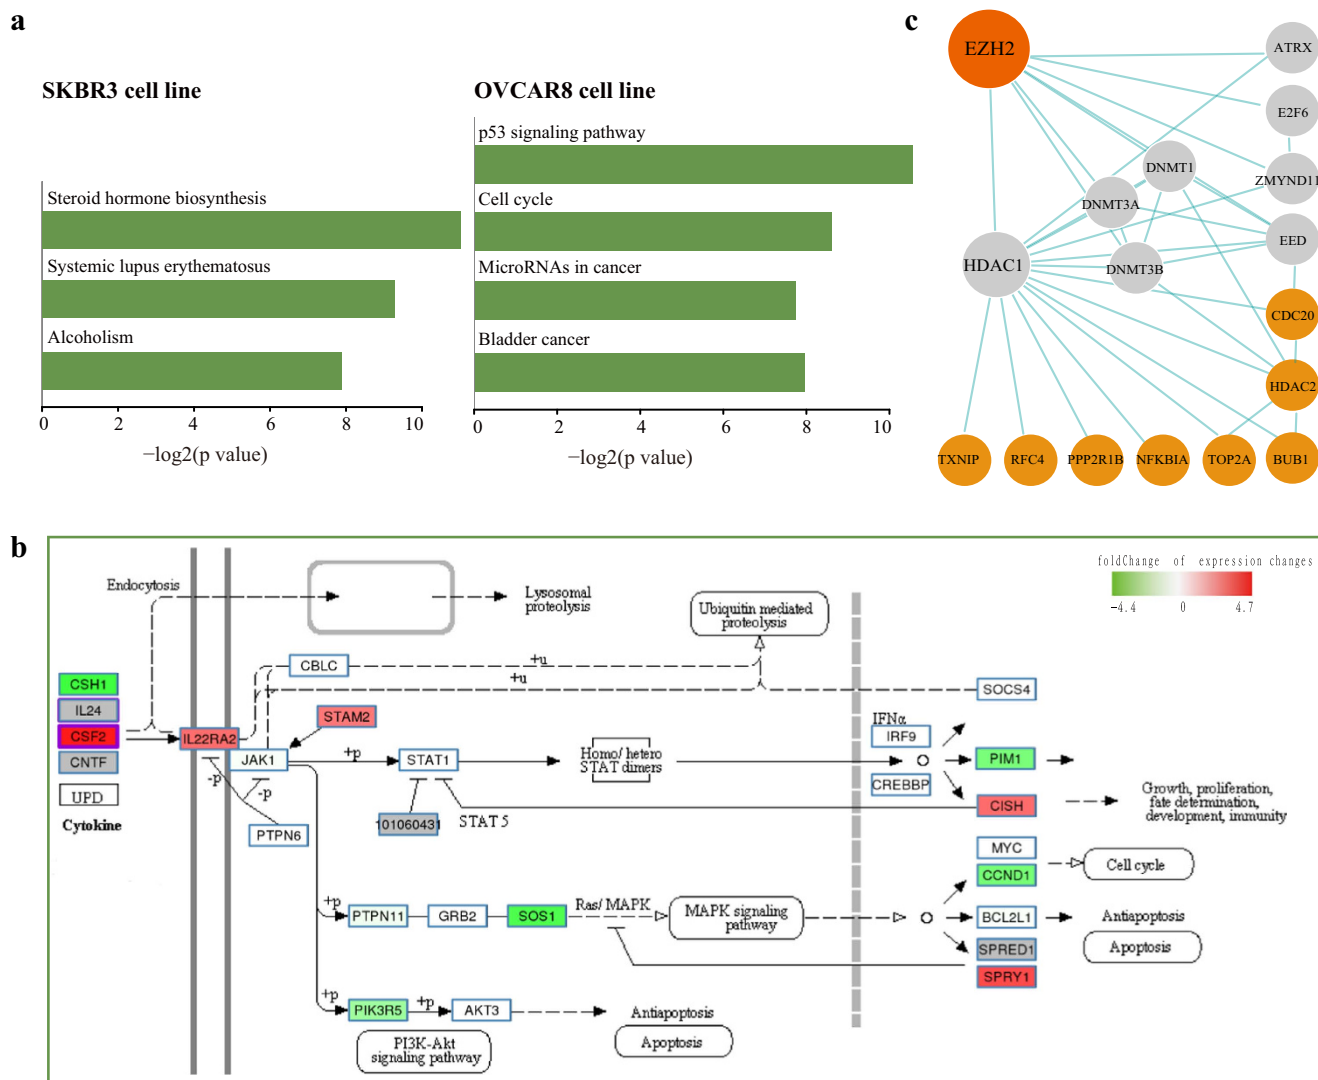 a
SKBR3 cell line
Steroid hormone biosynthesis
Systemic lupus erythematosus
Alcoholism
0 2 4 6 8 10
−log2(p value)
OVCAR8 cell line
p53 signaling pathway
Cell cycle
MicroRNAs in cancer
Bladder cancer
0 2 4 6 8 10
−log2(p value)
c
EZH2
ATRX
E2F6
DNMT1
ZMYND11
DNMT3A
EED
HDAC1
DNMT3B
CDC20
HDAC2
TXNIP RFC4 PPP2R1B NFKBIA TOP2A BUB1
b
foldChange of expression changes
−4.4 0 4.7
Endocytosis
Lysosomal
proteolysis
Ubiquitin mediated
proteolysis
CBLC
+u
+u
SOCS4
CSH1
IL24
CSF2
CNTF
UPD
Cytokine
IL22RA2
JAK1
STAM2
-p
-p
PTPN6
+p
STAT1
101060431
STAT 5
Homo/ hetero
STAT dimers
IFNα
IRF9
CREBBP
PIM1
CISH
Growth, proliferation,
fate determination,
development, immunity
MYC
CCND1
Cell cycle
+p
PTPN11
GRB2
SOS1
Ras/ MAPK
MAPK signaling
pathway
BCL2L1
Antiapoptosis
SPRED1
Apoptosis
SPRY1
+p
PIK3R5
+p
AKT3
Antiapoptosis
PI3K-Akt
signaling pathway
Apoptosis